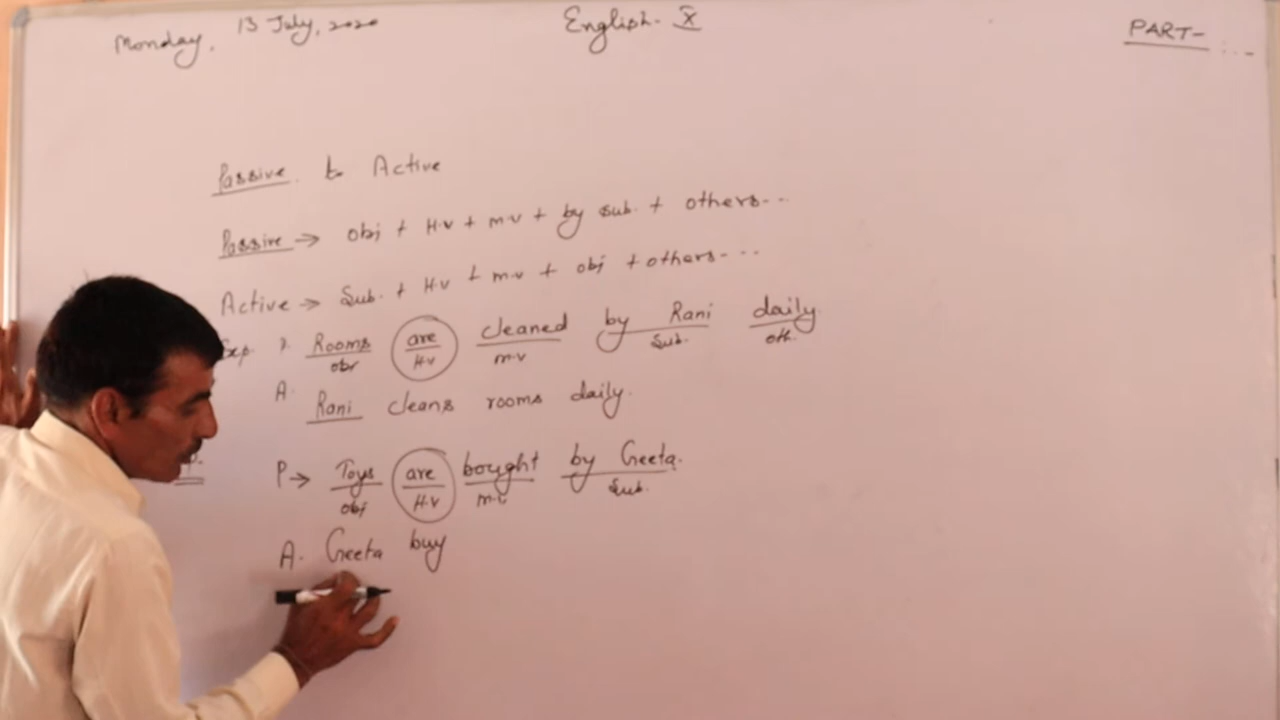 Monday, 13 July, 2020 English- X PART-
Passive to Active
Passive → obj + H.v + m.v + by sub. + others...
Active → Sub. + H.v + m.v + obj + others-...
Exp. Rooms are cleaned by Rani daily
obj H.v m.v Sub. oth.
A. Rani cleans rooms daily.
P → Toys are bought by Geeta.
obj H.v m.v Sub.
A. Geeta buy